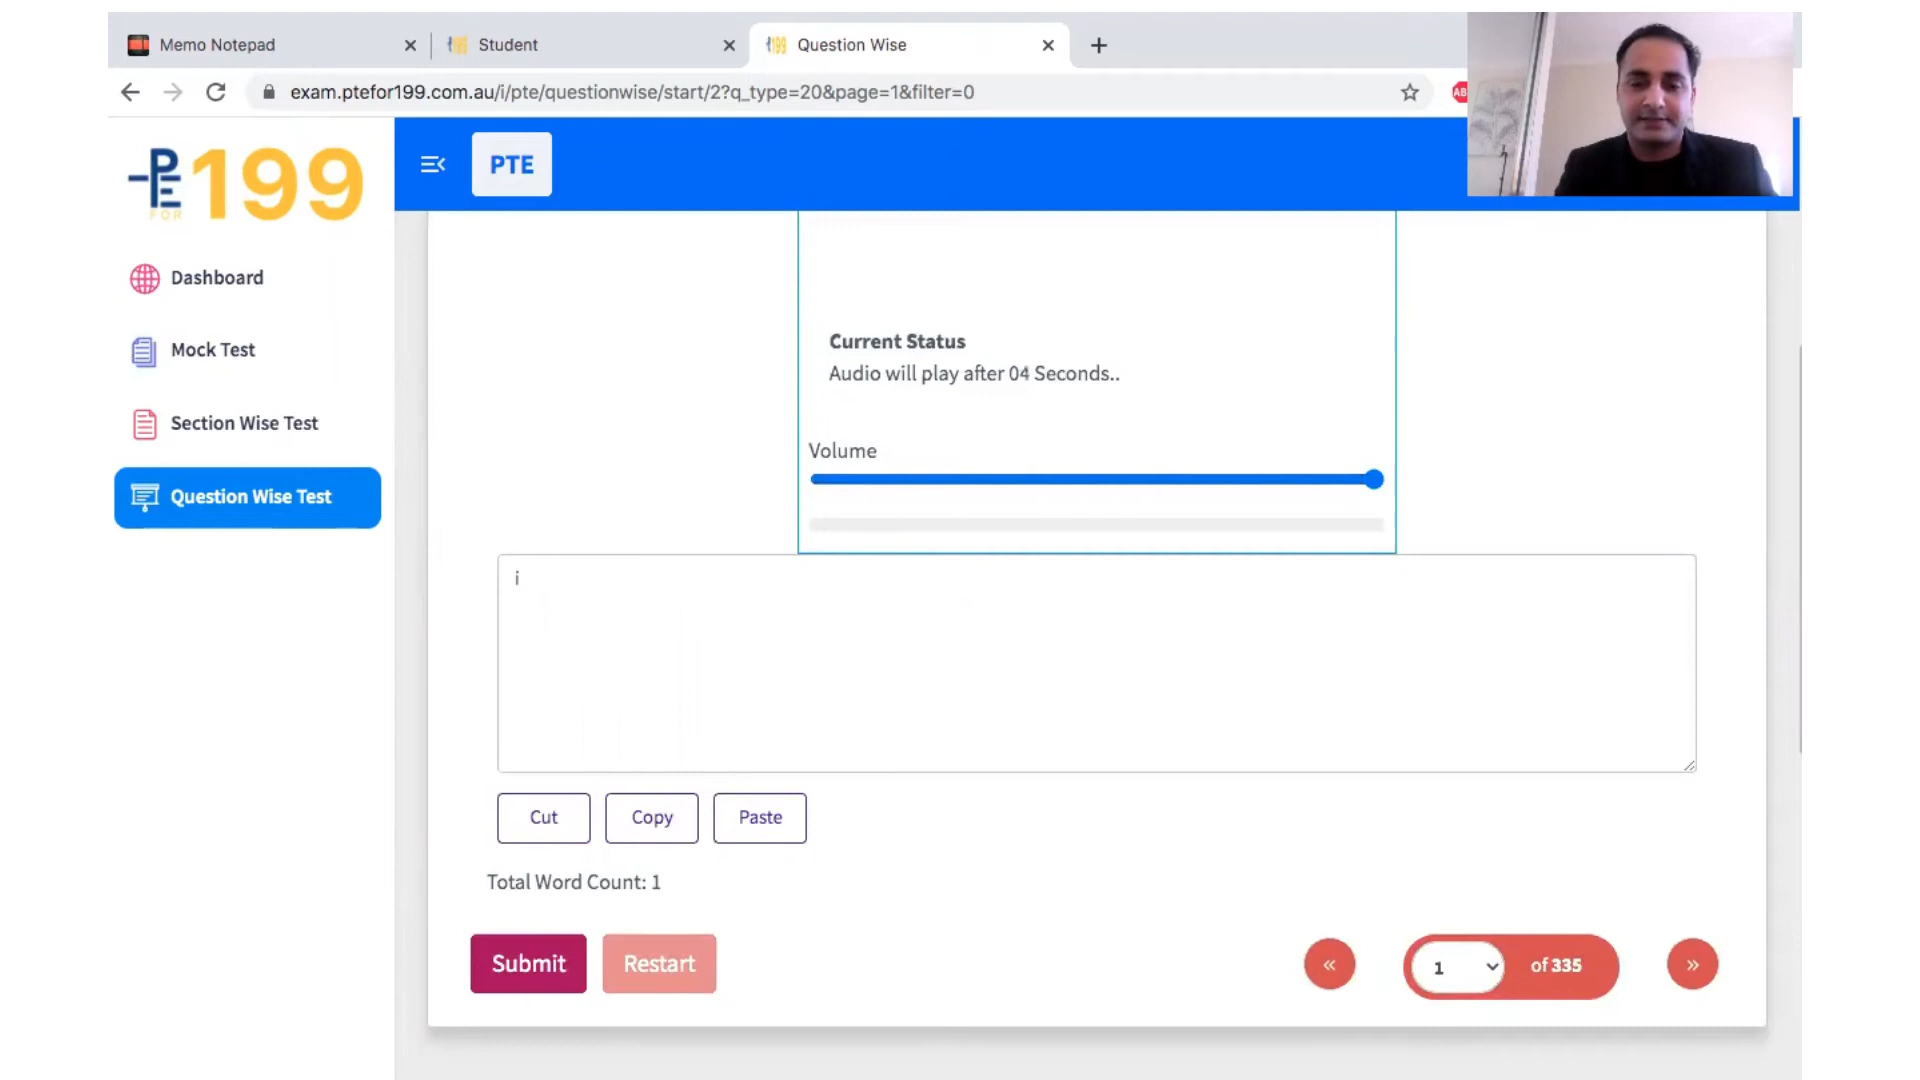 Memo Notepad
Student
Question Wise
exam.ptefor199.com.au/i/pte/questionwise/start/2?q_type=20&page=1&filter=0
AB
PTE FOR 199
PTE
Dashboard
Mock Test
Section Wise Test
Question Wise Test
Current Status
Audio will play after 04 Seconds..
Volume
i
Cut Copy Paste
Total Word Count: 1
Submit Restart
« 1 of 335 »